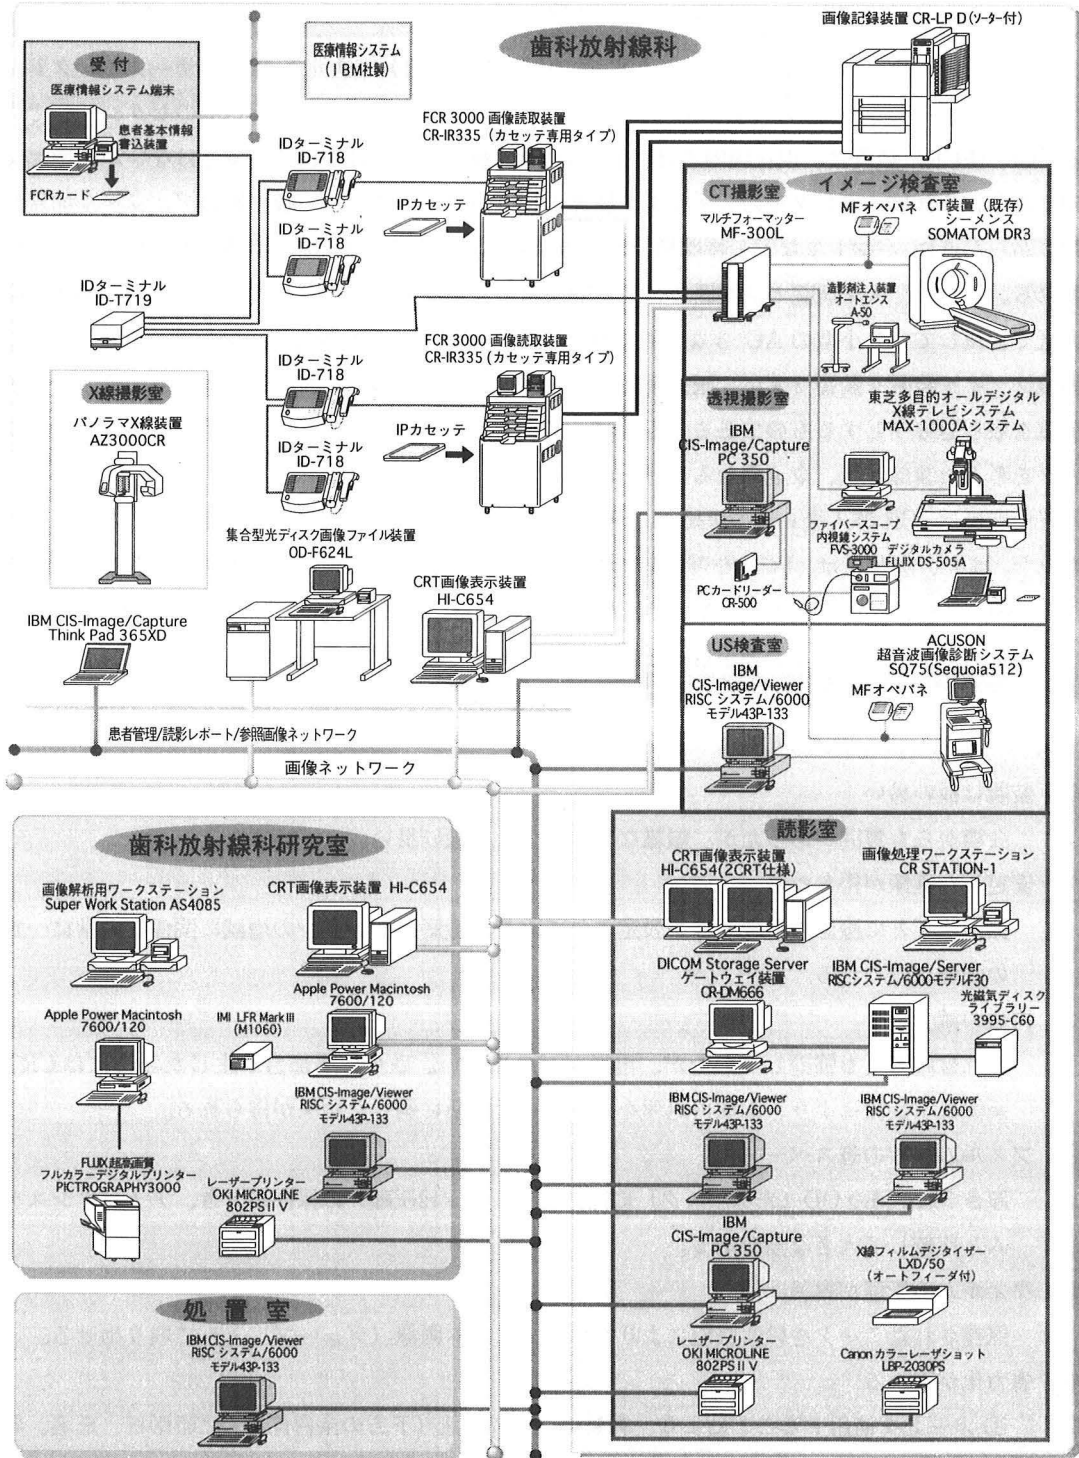 画像記録装置 CR-LP D(ソーター付)
歯科放射線科
医療情報システム
(IBM社製)
受付
医療情報システム端末
患者基本情報
書込装置
FCRカード
FCR 3000 画像読取装置
CR-IR335(カセッテ専用タイプ)
IDターミナル
ID-718
IPカセッテ
IDターミナル
ID-718
IDターミナル
ID-T719
FCR 3000 画像読取装置
CR-IR335(カセッテ専用タイプ)
IDターミナル
ID-718
IPカセッテ
IDターミナル
ID-718
イメージ検査室
CT撮影室
マルチフォーマッター
MF-300L
MFオペパネ
CT装置(既存)
シーメンス
SOMATOM DR3
造影剤注入装置
オートエンス
A-50
X線撮影室
パノラマX線装置
AZ3000CR
透視撮影室
IBM
CIS-Image/Capture
PC 350
東芝多目的オールデジタル
X線テレビシステム
MAX-1000Aシステム
ファイバースコープ
内視鏡システム
FVS-3000
デジタルカメラ
FUJIX DS-505A
PCカードリーダー
CR-500
集合型光ディスク画像ファイル装置
OD-F624L
CRT画像表示装置
HI-C654
IBM CIS-Image/Capture
Think Pad 365XD
US検査室
IBM
CIS-Image/Viewer
RISC システム/6000
モデル43P-133
ACUSON
超音波画像診断システム
SQ75(Sequoia512)
MFオペパネ
患者管理/読影レポート/参照画像ネットワーク
画像ネットワーク
歯科放射線科研究室
画像解析用ワークステーション
Super Work Station AS4085
CRT画像表示装置 HI-C654
Apple Power Macintosh
7600/120
Apple Power Macintosh
7600/120
IMI LFR Mark III
(M1060)
IBM CIS-Image/Viewer
RISC システム/6000
モデル43P-133
FUJIX 超高画質
フルカラーデジタルプリンター
PICTROGRAPHY3000
レーザープリンター
OKI MICROLINE
802PS II V
読影室
CRT画像表示装置
HI-C654(2CRT仕様)
画像処理ワークステーション
CR STATION-1
DICOM Storage Server
ゲートウェイ装置
CR-DM666
IBM CIS-Image/Server
RISCシステム/6000モデルF30
光磁気ディスク
ライブラリー
3995-C60
IBM CIS-Image/Viewer
RISC システム/6000
モデル43P-133
IBM CIS-Image/Viewer
RISC システム/6000
モデル43P-133
IBM
CIS-Image/Capture
PC 350
X線フィルムデジタイザー
LXD/50
(オートフィーダ付)
レーザープリンター
OKI MICROLINE
802PS II V
Canon カラーレーザショット
LBP-2030PS
処置室
IBM CIS-Image/Viewer
RISC システム/6000
モデル43P-133